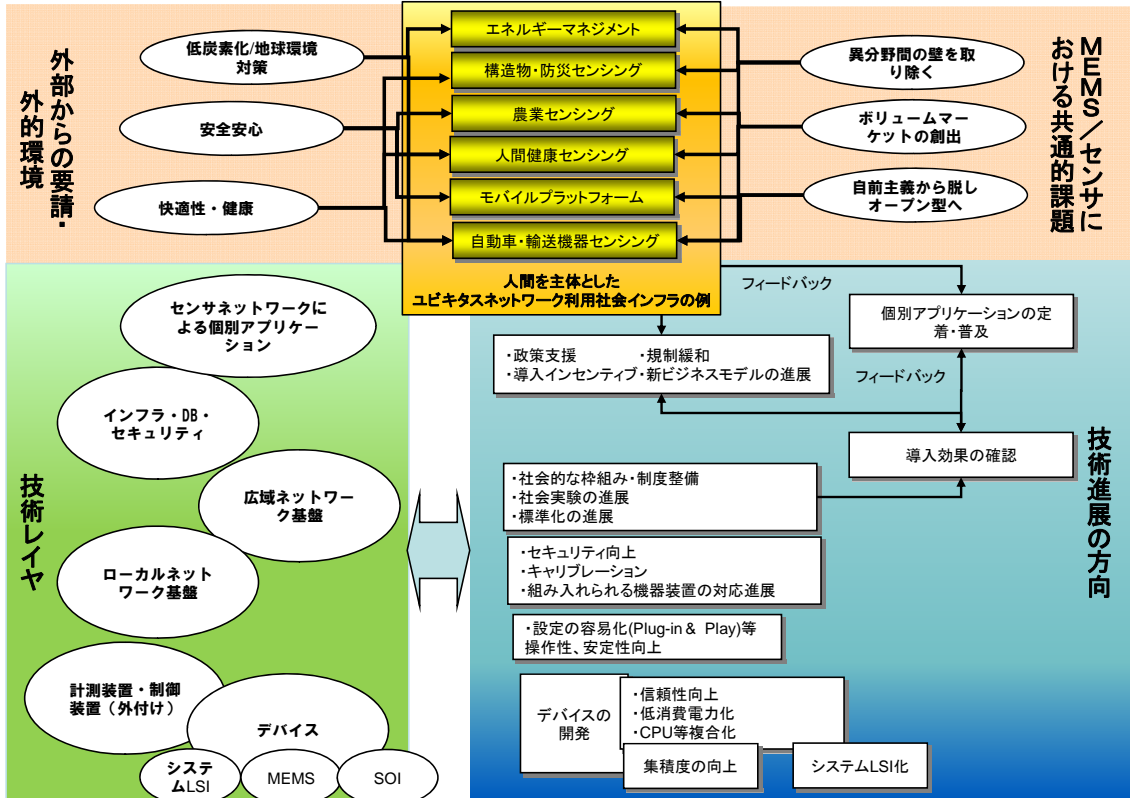 外部からの要請・
外的環境
低炭素化/地球環境
対策
安全安心
快適性・健康
エネルギーマネジメント
構造物・防災センシング
農業センシング
人間健康センシング
モバイルプラットフォーム
自動車・輸送機器センシング
人間を主体とした
ユビキタスネットワーク利用社会インフラの例
異分野間の壁を取
り除く
ボリュームマー
ケットの創出
自前主義から脱し
オープン型へ
MEMS/センサに
おける共通的課題
技術レイヤ
センサネットワークに
よる個別アプリケー
ション
インフラ・DB・
セキュリティ
広域ネットワー
ク基盤
ローカルネット
ワーク基盤
計測装置・制御
装置（外付け）
デバイス
システ
ムLSI
MEMS
SOI
フィードバック
個別アプリケーションの定
着・普及
・政策支援　・規制緩和
・導入インセンティブ・新ビジネスモデルの進展
フィードバック
導入効果の確認
・社会的な枠組み・制度整備
・社会実験の進展
・標準化の進展
・セキュリティ向上
・キャリブレーション
・組み入れられる機器装置の対応進展
・設定の容易化(Plug-in & Play)等
操作性、安定性向上
デバイスの
開発
・信頼性向上
・低消費電力化
・CPU等複合化
集積度の向上
システムLSI化
技術進展の方向